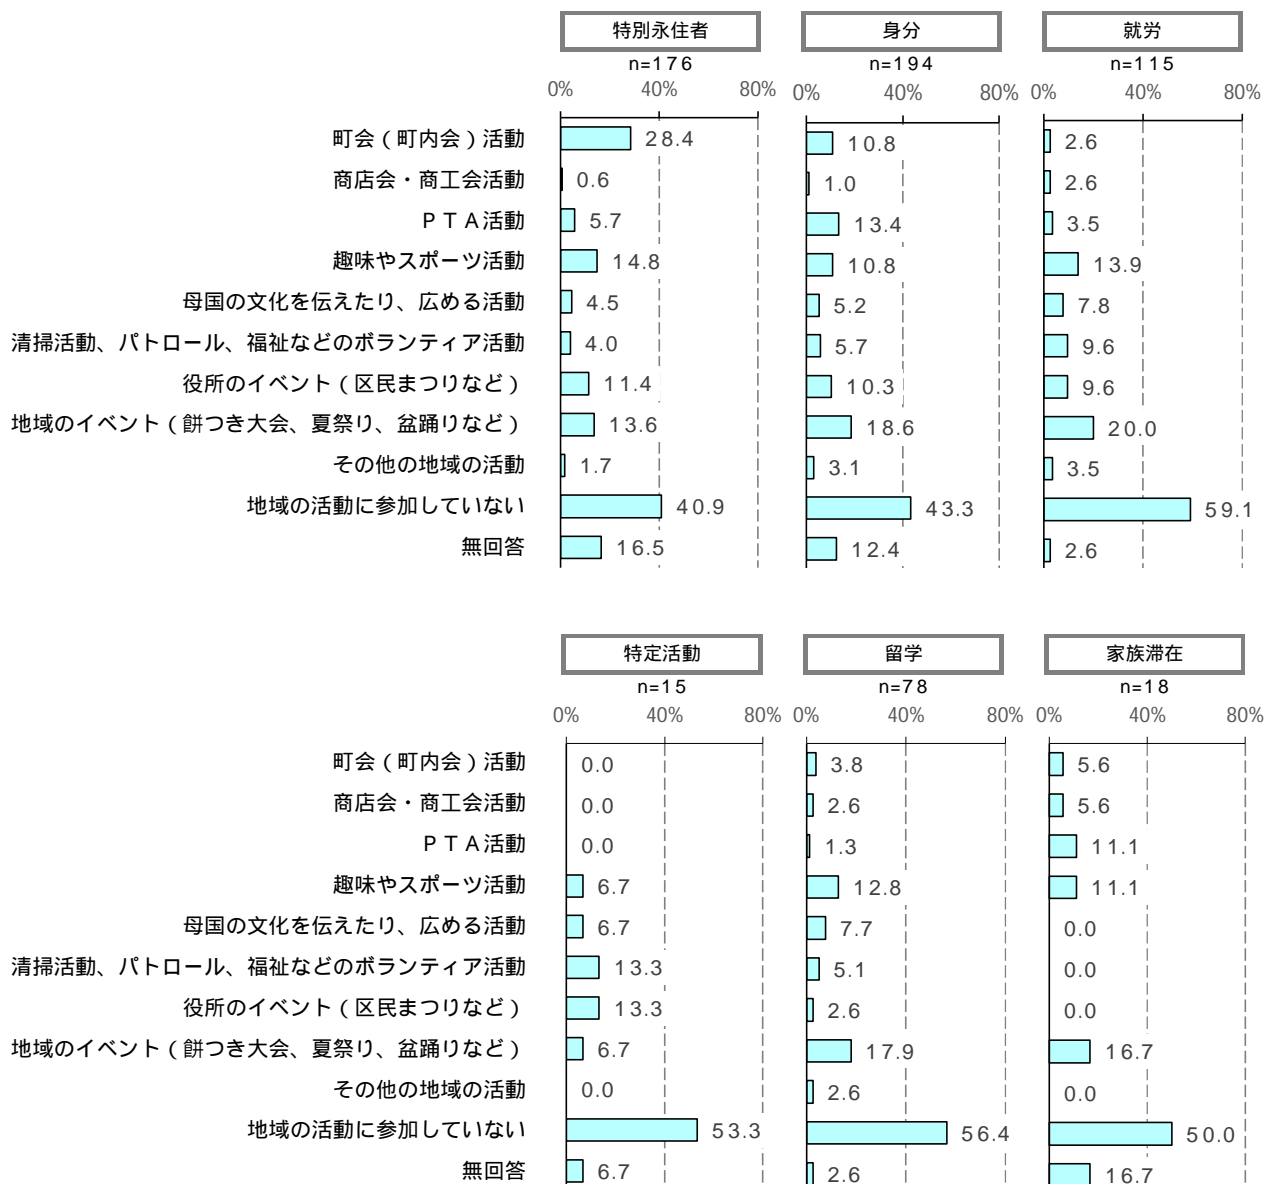 特別永住者 身分 就労
n=176 n=194 n=115
0% 40% 80% 0% 40% 80% 0% 40% 80%
町会（町内会）活動 28.4 10.8 2.6
商店会・商工会活動 0.6 1.0 2.6
ＰＴＡ活動 5.7 13.4 3.5
趣味やスポーツ活動 14.8 10.8 13.9
母国の文化を伝えたり、広める活動 4.5 5.2 7.8
清掃活動、パトロール、福祉などのボランティア活動 4.0 5.7 9.6
役所のイベント（区民まつりなど） 11.4 10.3 9.6
地域のイベント（餅つき大会、夏祭り、盆踊りなど） 13.6 18.6 20.0
その他の地域の活動 1.7 3.1 3.5
地域の活動に参加していない 40.9 43.3 59.1
無回答 16.5 12.4 2.6
特定活動 留学 家族滞在
n=15 n=78 n=18
0% 40% 80% 0% 40% 80% 0% 40% 80%
町会（町内会）活動 0.0 3.8 5.6
商店会・商工会活動 0.0 2.6 5.6
ＰＴＡ活動 0.0 1.3 11.1
趣味やスポーツ活動 6.7 12.8 11.1
母国の文化を伝えたり、広める活動 6.7 7.7 0.0
清掃活動、パトロール、福祉などのボランティア活動 13.3 5.1 0.0
役所のイベント（区民まつりなど） 13.3 2.6 0.0
地域のイベント（餅つき大会、夏祭り、盆踊りなど） 6.7 17.9 16.7
その他の地域の活動 0.0 2.6 0.0
地域の活動に参加していない 53.3 56.4 50.0
無回答 6.7 2.6 16.7